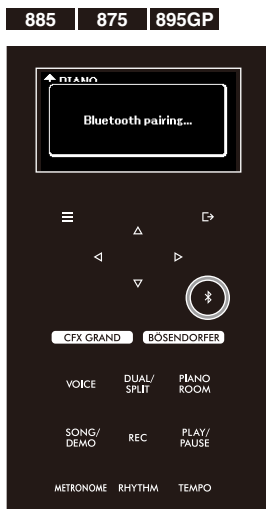 885 875 895GP
PIANO
Bluetooth pairing...
CFX GRAND BÖSENDORFER
VOICE DUAL/ SPLIT PIANO ROOM
SONG/ DEMO REC PLAY/ PAUSE
METRONOME RHYTHM TEMPO